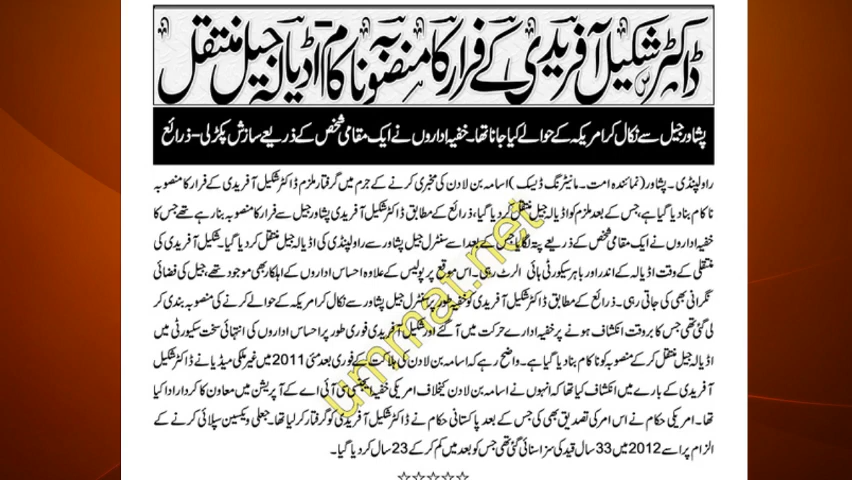 ڈاکٹر شکیل آفریدی کے فرار کا منصوبہ ناکام۔ اڈیالہ جیل منتقل
پشاور جیل سے نکال کر امریکہ کے حوالے کیا جانا تھا۔ خفیہ اداروں نے ایک مقامی شخص کے ذریعے سازش پکڑ لی۔ ذرائع
راولپنڈی۔ پشاور (نمائندہ امت۔ مانیٹرنگ ڈیسک) اسامہ بن لادن کی مخبری کرنے کے جرم میں گرفتار ملزم ڈاکٹر شکیل آفریدی کے فرار کا منصوبہ
ناکام بنا دیا گیا ہے، جس کے بعد ملزم کو اڈیالہ جیل منتقل کر دیا گیا، ذرائع کے مطابق ڈاکٹر شکیل آفریدی پشاور جیل سے فرار کا منصوبہ بنا رہے تھے جس کا
خفیہ اداروں نے ایک مقامی شخص کے ذریعے پتہ لگایا جس کے بعد اسے سنٹرل جیل پشاور سے راولپنڈی کی اڈیالہ جیل منتقل کر دیا گیا۔ شکیل آفریدی کی
منتقلی کے وقت اڈیالہ کے اندر اور باہر سیکورٹی ہائی الرٹ رہی۔ اس موقع پر پولیس کے علاوہ احساس اداروں کے اہلکار بھی موجود تھے، جیل کی فضائی
نگرانی بھی کی جاتی رہی۔ ذرائع کے مطابق ڈاکٹر شکیل آفریدی کو خفیہ طور پر سنٹرل جیل پشاور سے نکال کر امریکہ کے حوالے کرنے کی منصوبہ بندی کر
لی گئی تھی جس کا بروقت انکشاف ہونے پر خفیہ ادارے حرکت میں آگئے اور شکیل آفریدی فوری طور پر احساس اداروں کی انتہائی سخت سکیورٹی میں
اڈیالہ جیل منتقل کر کے منصوبہ کو ناکام بنا دیا گیا ہے۔ واضح رہے کہ اسامہ بن لادن کی ہلاکت کے فوری بعد مئی 2011 میں غیر ملکی میڈیا نے ڈاکٹر شکیل
آفریدی کے بارے میں انکشاف کیا تھا کہ انہوں نے اسامہ بن لادن کیخلاف امریکی خفیہ ایجنسی سی آئی اے کے آپریشن میں معاون کا کردار ادا کیا
تھا۔ امریکی حکام نے اس امر کی تصدیق بھی کی جس کے بعد پاکستانی حکام نے ڈاکٹر شکیل آفریدی کو گرفتار کر لیا تھا۔ جعلی ویکسین سپلائی کرنے کے
الزام پر اسے 2012 میں 33 سال قید کی سزا سنائی گئی تھی جس کو بعد میں کم کر کے 23 سال کر دیا گیا۔
ummat.net